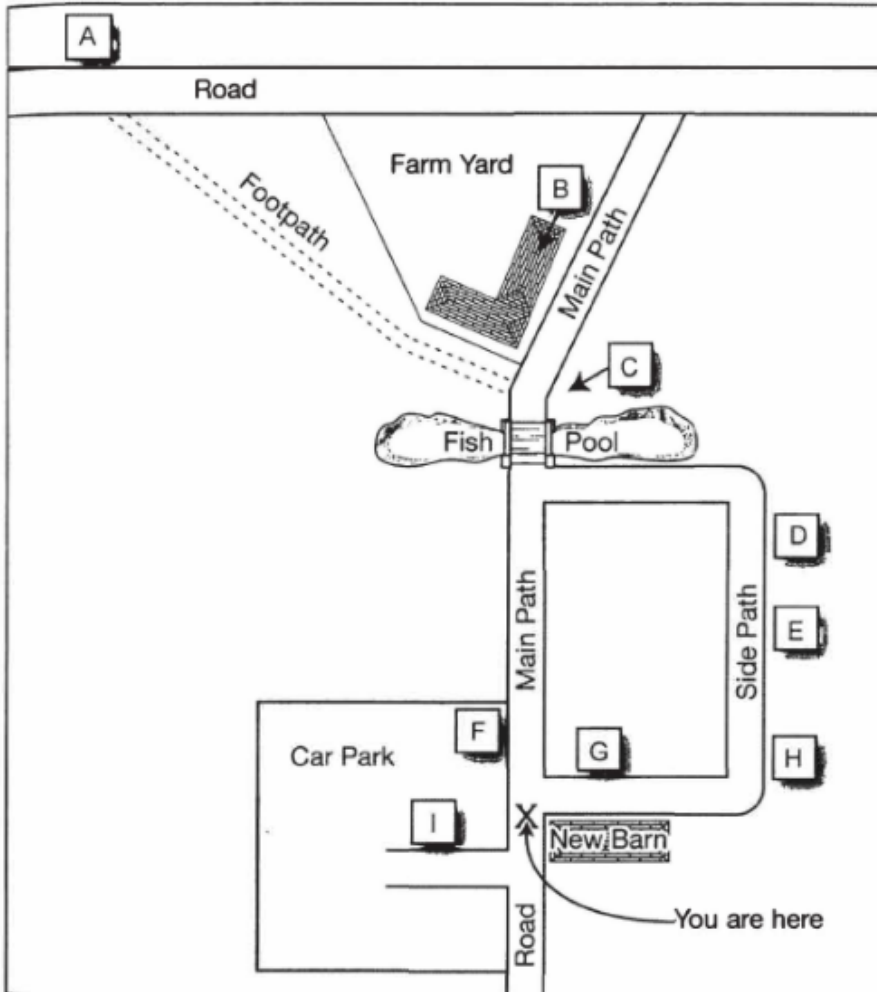 A
Road
Farm Yard
B
Footpath
Main Path
C
Fish Pool
D
Main Path
E
Side Path
F
G
H
Car Park
I
X
New Barn
You are here
Road